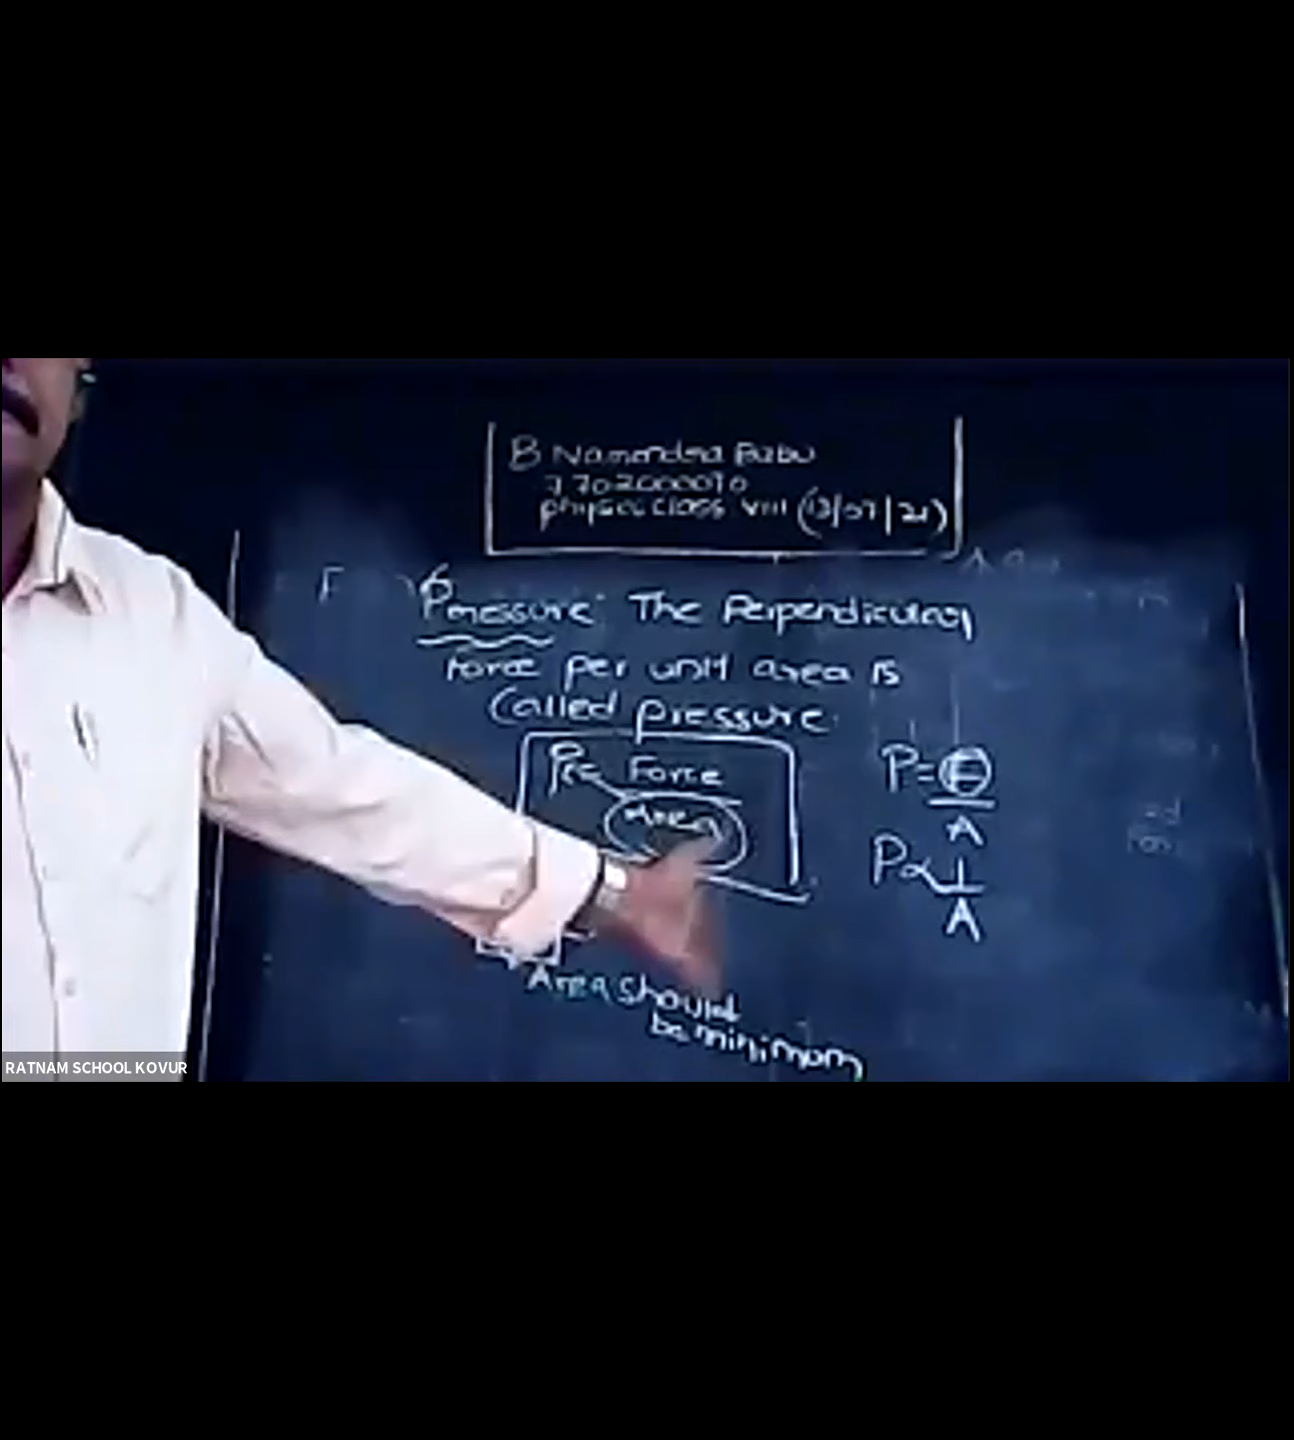 B Narendra Babu
Physics class VIII (13/07/21)
Pressure: The Perpendicular
Force per unit area is
Called pressure.
Force
Area
P=F
A
P∝1
A
Area should
be minimum
RATNAM SCHOOL KOVUR